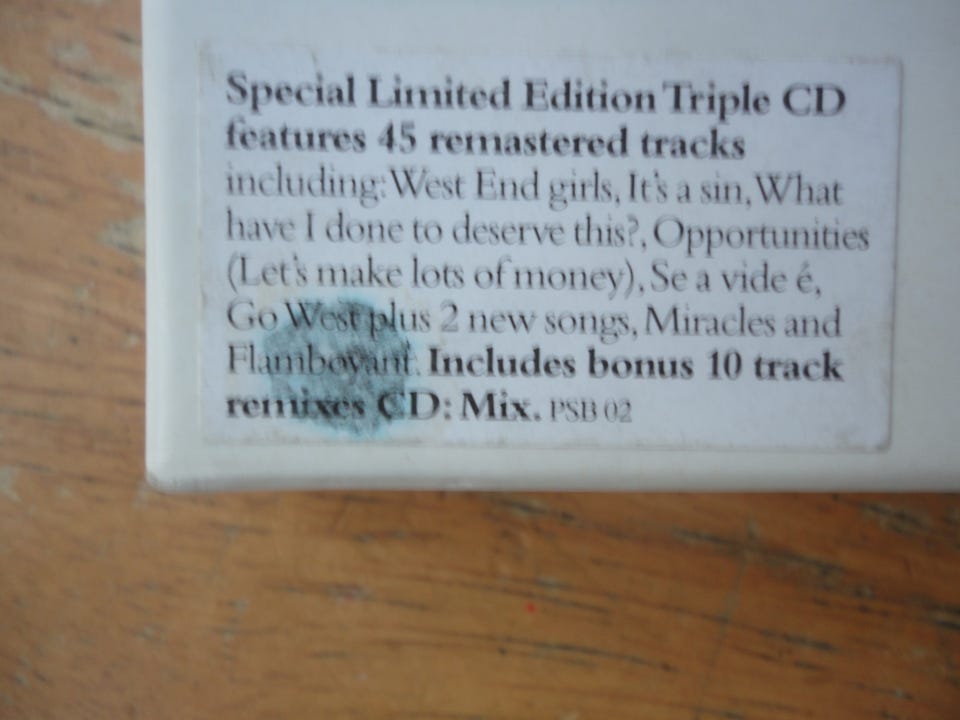 Special Limited Edition Triple CD
features 45 remastered tracks
including: West End girls, It's a sin, What
have I done to deserve this?, Opportunities
(Let's make lots of money), Se a vide é,
Go West plus 2 new songs, Miracles and
Flamboyant. Includes bonus 10 track
remixes CD: Mix. PSB 02